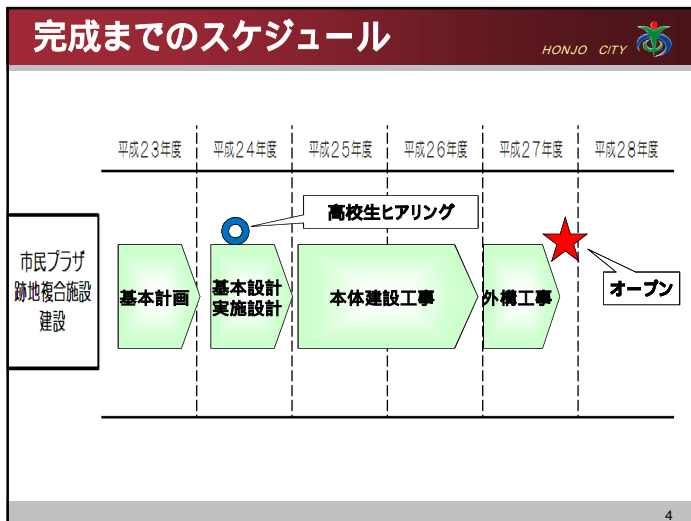 完成までのスケジュール
HONJO CITY
平成23年度
平成24年度
平成25年度
平成26年度
平成27年度
平成28年度
高校生ヒアリング
市民プラザ
跡地複合施設
建設
基本計画
基本設計
実施設計
本体建設工事
外構工事
オープン
4